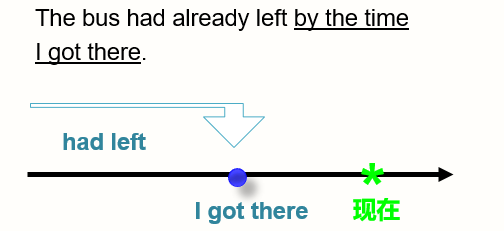 The bus had already left by the time
I got there.
had left
I got there
现在